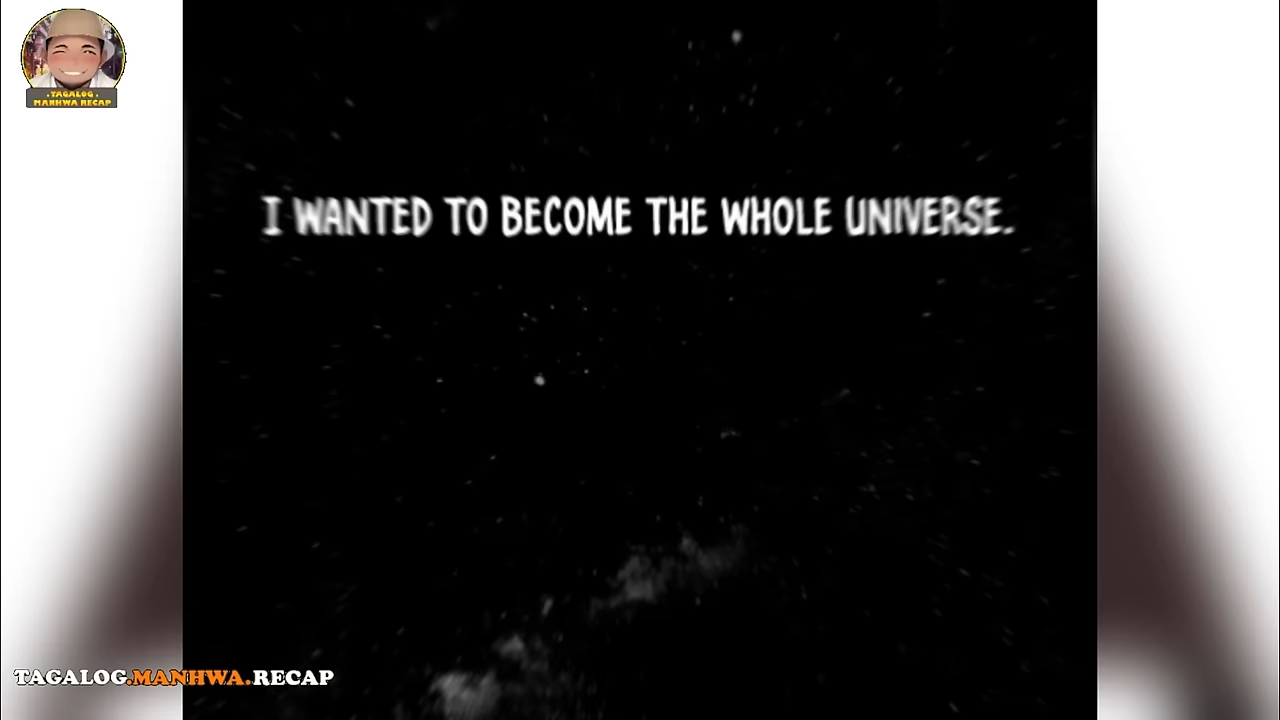 . TAGALOG .
MANHWA RECAP
I WANTED TO BECOME THE WHOLE UNIVERSE.
TAGALOG.MANHWA.RECAP